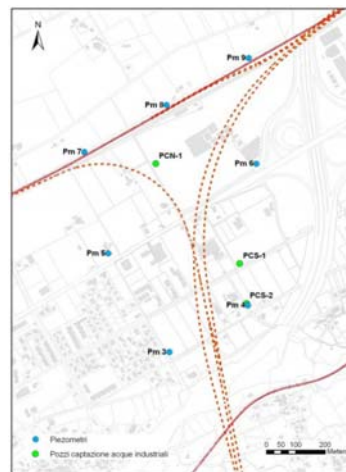 N
Pm 9
Pm 8
Pm 7
PCN-1
Pm 6
Pm 5
PCS-1
PCS-2
Pm 4
Pm 3
Piezometri
Pozzi captazione acque industriali
0 50 100 200
Meters